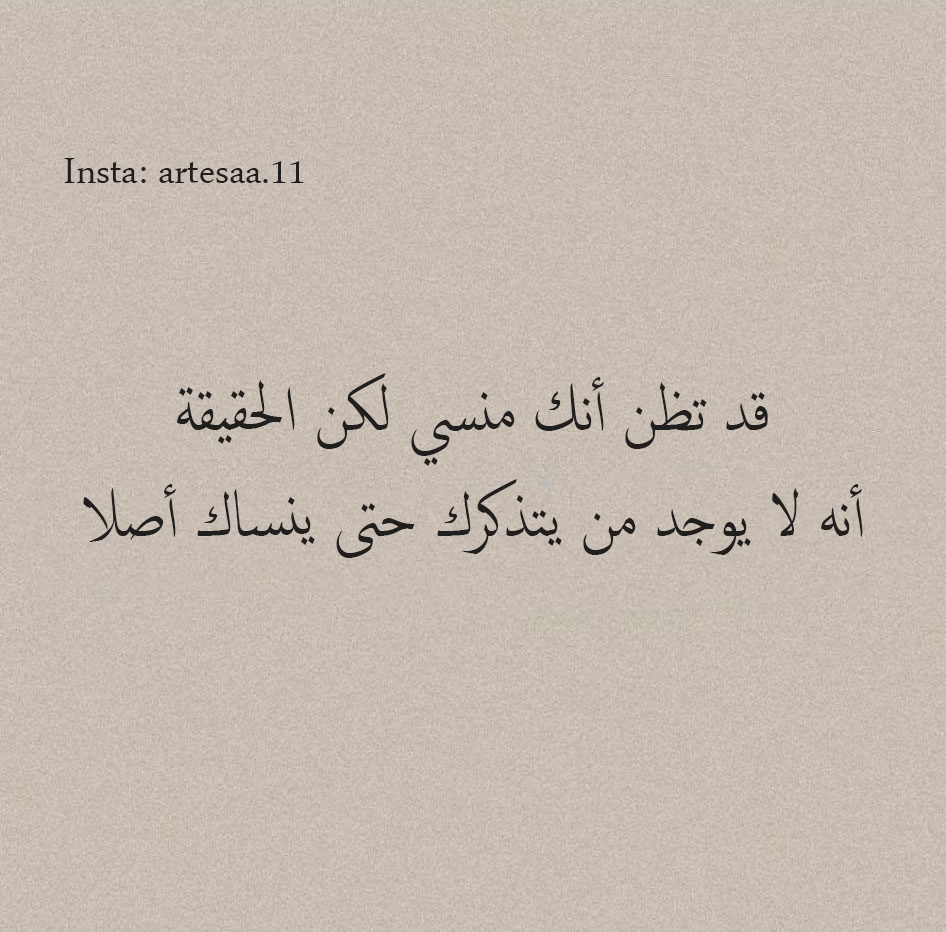 Insta: artesaa.11
قد تظن أنك منسي لكن الحقيقة
أنه لا يوجد من يتذكرك حتى ينساك أصلا